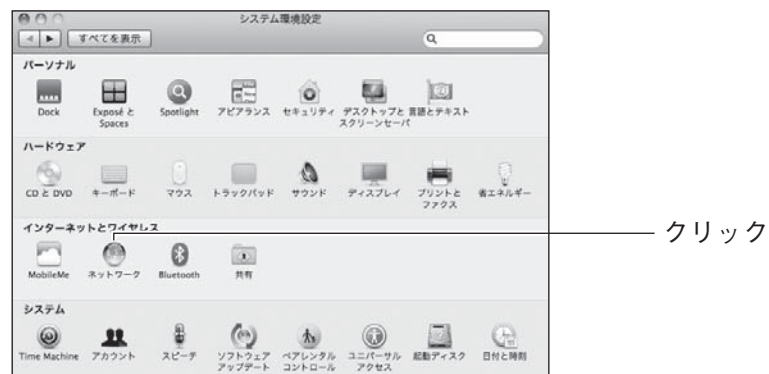 システム環境設定
すべてを表示
パーソナル
Dock
Exposé と
Spaces
Spotlight
アピアランス
セキュリティ
デスクトップと
スクリーンセーバ
言語とテキスト
ハードウェア
CD と DVD
キーボード
マウス
トラックパッド
サウンド
ディスプレイ
プリントと
ファクス
省エネルギー
インターネットとワイヤレス
クリック
MobileMe
ネットワーク
Bluetooth
共有
システム
Time Machine
アカウント
スピーチ
ソフトウェア
アップデート
ペアレンタル
コントロール
ユニバーサル
アクセス
起動ディスク
日付と時刻